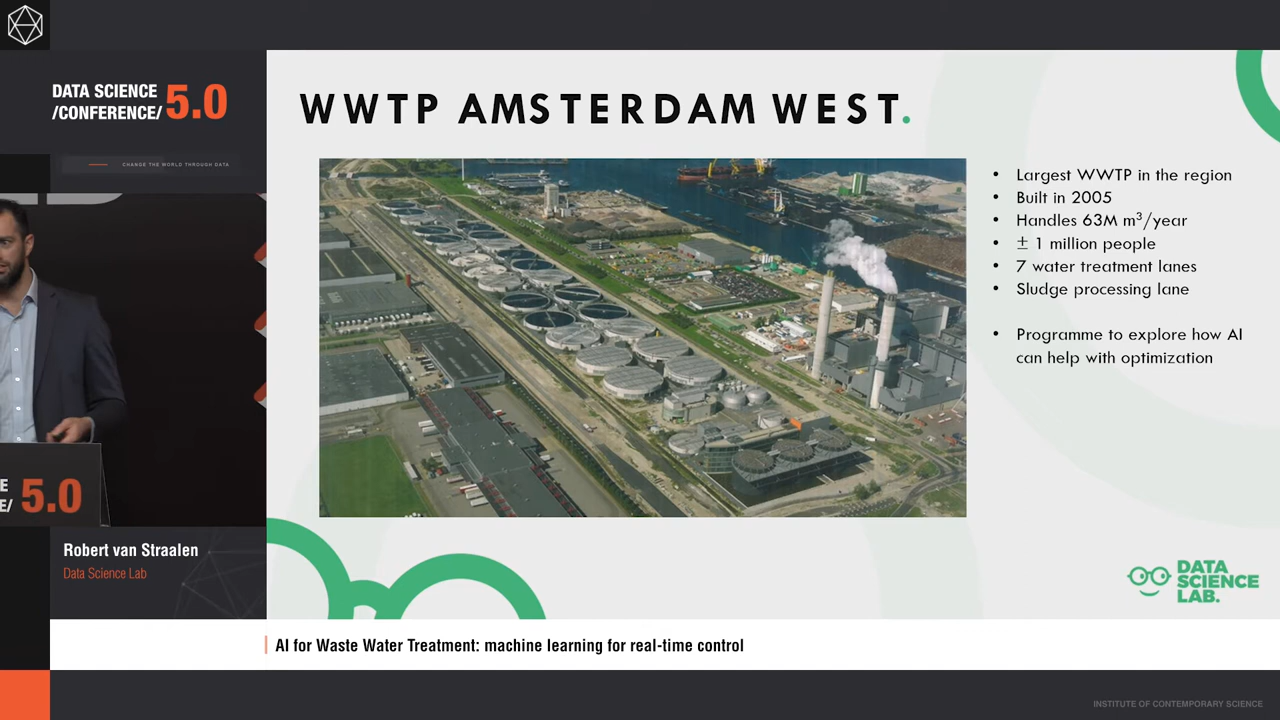 DATA SCIENCE
/CONFERENCE/ 5.0
CHANGE THE WORLD THROUGH DATA
WWTP AMSTERDAM WEST.
• Largest WWTP in the region
• Built in 2005
• Handles 63M m³/year
• ± 1 million people
• 7 water treatment lanes
• Sludge processing lane
• Programme to explore how AI
can help with optimization
E
E/ 5.0
Robert van Straalen
Data Science Lab
DATA
SCIENCE
LAB.
AI for Waste Water Treatment: machine learning for real-time control
INSTITUTE OF CONTEMPORARY SCIENCE